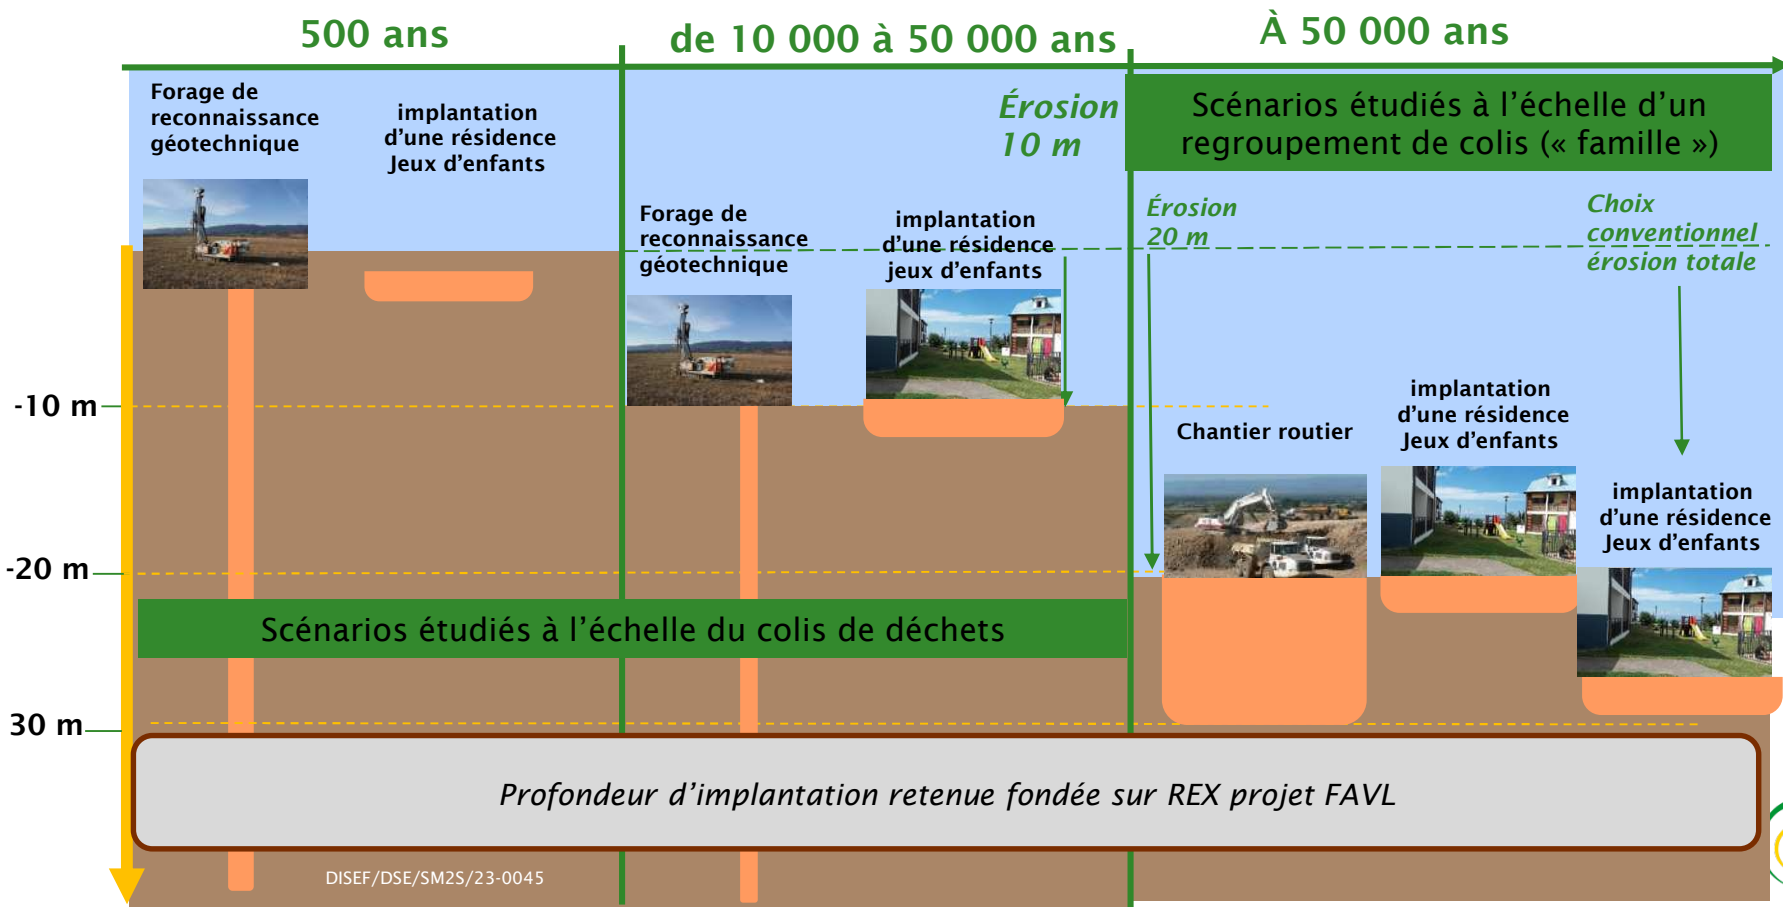 500 ans
de 10 000 à 50 000 ans
À 50 000 ans
Forage de
reconnaissance
géotechnique
implantation
d'une résidence
Jeux d'enfants
Érosion
10 m
Scénarios étudiés à l'échelle d'un
regroupement de colis (« famille »)
Forage de
reconnaissance
géotechnique
implantation
d'une résidence
jeux d'enfants
Érosion
20 m
Choix
conventionnel
érosion totale
-10 m
Chantier routier
implantation
d'une résidence
Jeux d'enfants
implantation
d'une résidence
Jeux d'enfants
-20 m
Scénarios étudiés à l'échelle du colis de déchets
30 m
Profondeur d'implantation retenue fondée sur REX projet FAVL
DISEF/DSE/SM2S/23-0045